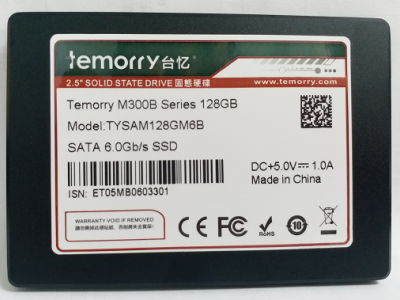 temorry台忆
2.5" SOLID STATE DRIVE 固態硬碟
www.temorry.com
Temorry M300B Series 128GB
Model:TYSAM128GM6B
SATA 6.0Gb/s SSD
DC+5.0V⎓1.0A
Made in China
ISN: ET05MB0603301
WARRANTY VOID IF REMOVED
CE FC RoHS 10